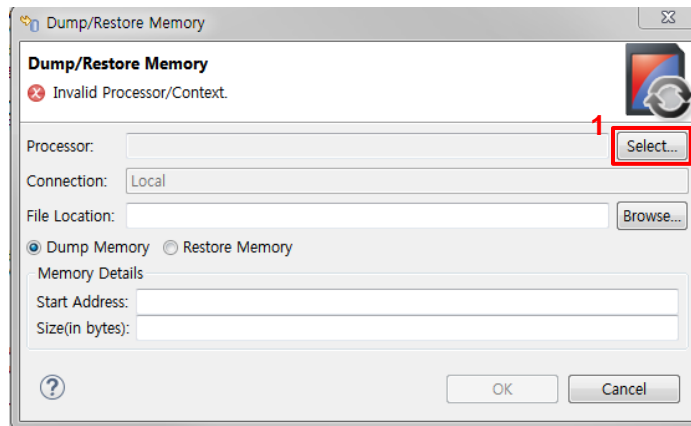 Dump/Restore Memory
Dump/Restore Memory
Invalid Processor/Context.
1
Processor: Select...
Connection: Local
File Location: Browse...
Dump Memory Restore Memory
Memory Details
Start Address:
Size(in bytes):
? OK Cancel